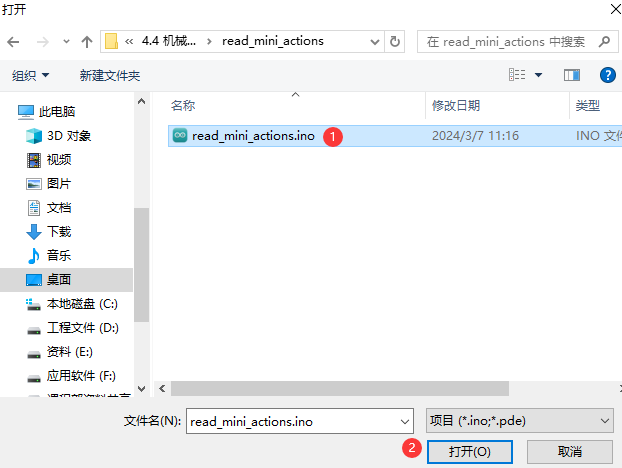 打开
« 4.4 机械... › read_mini_actions
在 read_mini_actions 中搜索
组织 新建文件夹
?
此电脑
3D 对象
视频
图片
文档
下载
音乐
桌面
本地磁盘 (C:)
工程文件 (D:)
资料 (E:)
应用软件 (F:)
名称 修改日期 类型
read_mini_actions.ino 1 2024/3/7 11:16 INO 文件
文件名(N): read_mini_actions.ino 项目 (*.ino;*.pde)
2 打开(O) 取消